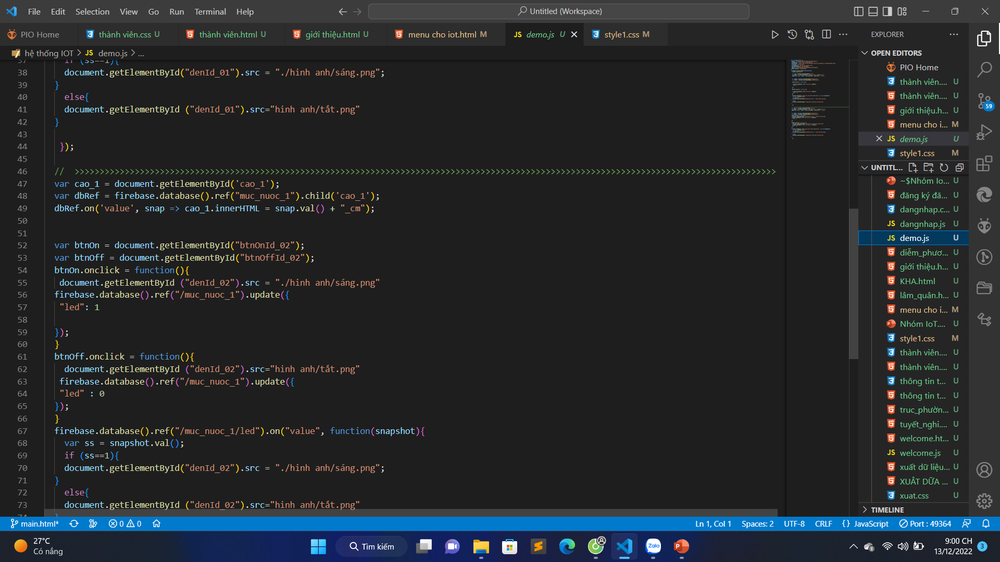 File Edit Selection View Go Run Terminal Help
Untitled (Workspace)
PIO Home
thành viên.css U
thành viên.html U
giới thiệu.html U
menu cho iot.html M
demo.js U
style1.css M
hệ thống IOT > JS demo.js > ...
37 if (ss==1){
38 document.getElementById("denId_01").src = "./hinh anh/sáng.png";
39 }
40 else{
41 document.getElementById ("denId_01").src="hinh anh/tắt.png"
42 }
43
44 });
45
46 // >>>>>>>>>>>>>>>>>>>>>>>>>>>>>>>>>>>>>>>>>>>>>>>>>>>>>>>>>>>>>>>>>>>>>>>>>>>>>>>>>>>>>>>>>>>>>>>>>>>>>>>>>>>>>>>>>>>>>>>>>>>>>>>>>>>>>>>>>>>>
47 var cao_1 = document.getElementById('cao_1');
48 var dbRef = firebase.database().ref("muc_nuoc_1").child('cao_1');
49 dbRef.on('value', snap => cao_1.innerHTML = snap.val() + "_cm");
50
51
52 var btnOn = document.getElementById("btnOnId_02");
53 var btnOff = document.getElementById("btnOffId_02");
54 btnOn.onclick = function(){
55 document.getElementById ("denId_02").src = "./hinh anh/sáng.png"
56 firebase.database().ref("/muc_nuoc_1").update({
57 "led": 1
58
59 });
60 }
61 btnOff.onclick = function(){
62 document.getElementById ("denId_02").src="hinh anh/tắt.png"
63 firebase.database().ref("/muc_nuoc_1").update({
64 "led" : 0
65 });
66 }
67 firebase.database().ref("/muc_nuoc_1/led").on("value", function(snapshot){
68 var ss = snapshot.val();
69 if (ss==1){
70 document.getElementById("denId_02").src = "./hinh anh/sáng.png";
71 }
72 else{
73 document.getElementById ("denId_02").src="hinh anh/tắt.png"
74 }
EXPLORER
OPEN EDITORS
PIO Home
thành viên.... U
thành viên.... U
giới thiệu.h... U
menu cho i... M
JS demo.js U
style1.css M
UNTITL...
~$Nhóm Io... U
đăng ký đă... U
dangnhap.c... U
JS dangnhap.js U
JS demo.js U
diễm_phươ... U
giới thiệu.h... U
KHA.html U
lâm_quân.h... U
menu cho i... M
Nhóm IoT.... U
style1.css M
thành viên.... U
thành viên.... U
thông tin t... U
thông tin t... U
truc_phườn... U
tuyết_nghi.... U
welcome.ht... U
JS welcome.js U
xuất dữ liệu... U
XUẤT DỮA ... U
xuat.css U
TIMELINE
59
main.html* 0 0
Ln 1, Col 1 Spaces: 2 UTF-8 CRLF {} JavaScript Port : 49364
27°C
Có nắng
Tìm kiếm
Zalo
9:00 CH
13/12/2022
3